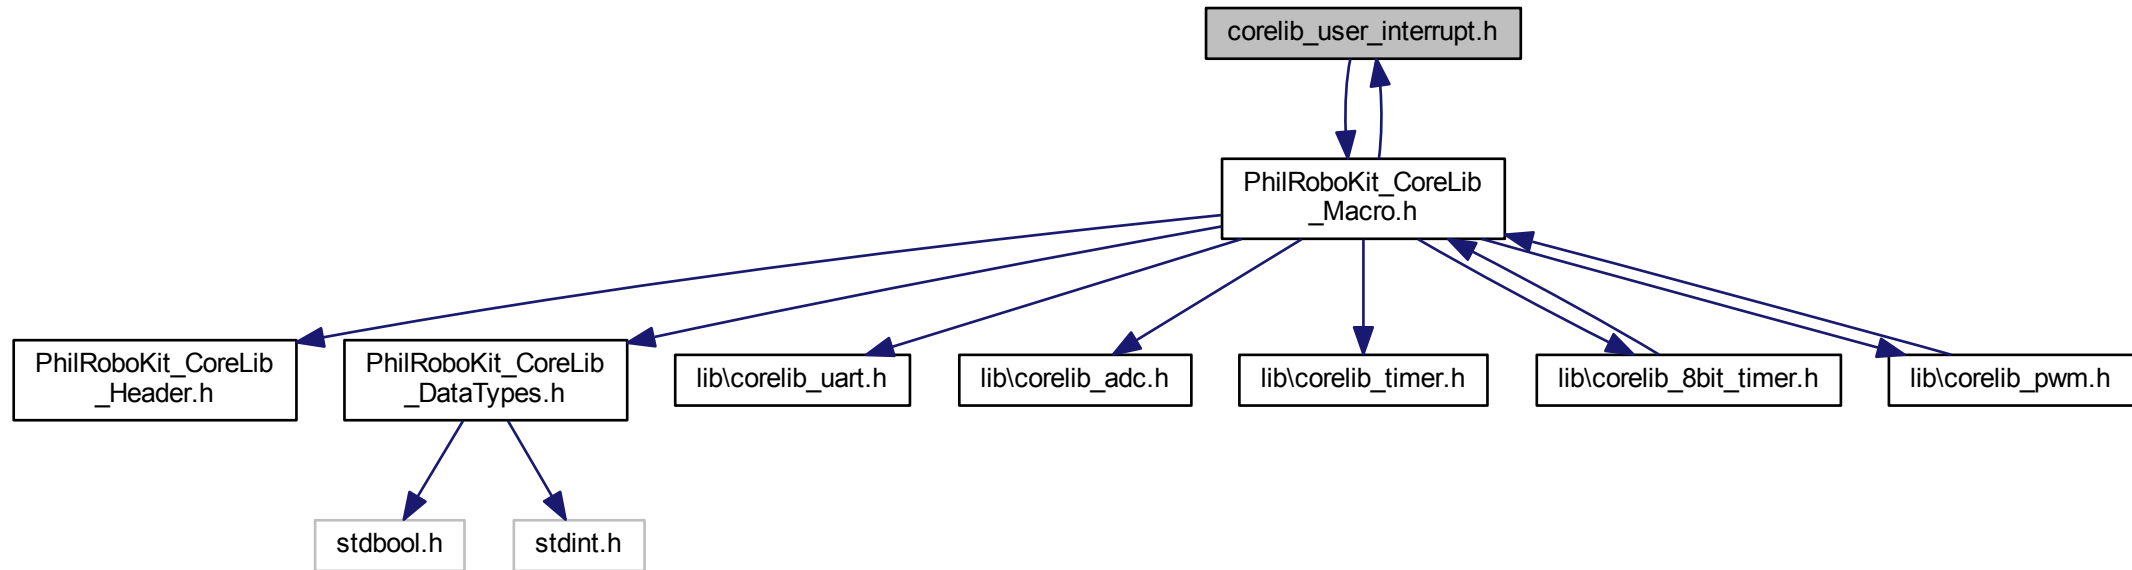 corelib_user_interrupt.h
PhilRoboKit_CoreLib
_Macro.h
PhilRoboKit_CoreLib
_Header.h
PhilRoboKit_CoreLib
_DataTypes.h
lib\corelib_uart.h
lib\corelib_adc.h
lib\corelib_timer.h
lib\corelib_8bit_timer.h
lib\corelib_pwm.h
stdbool.h
stdint.h